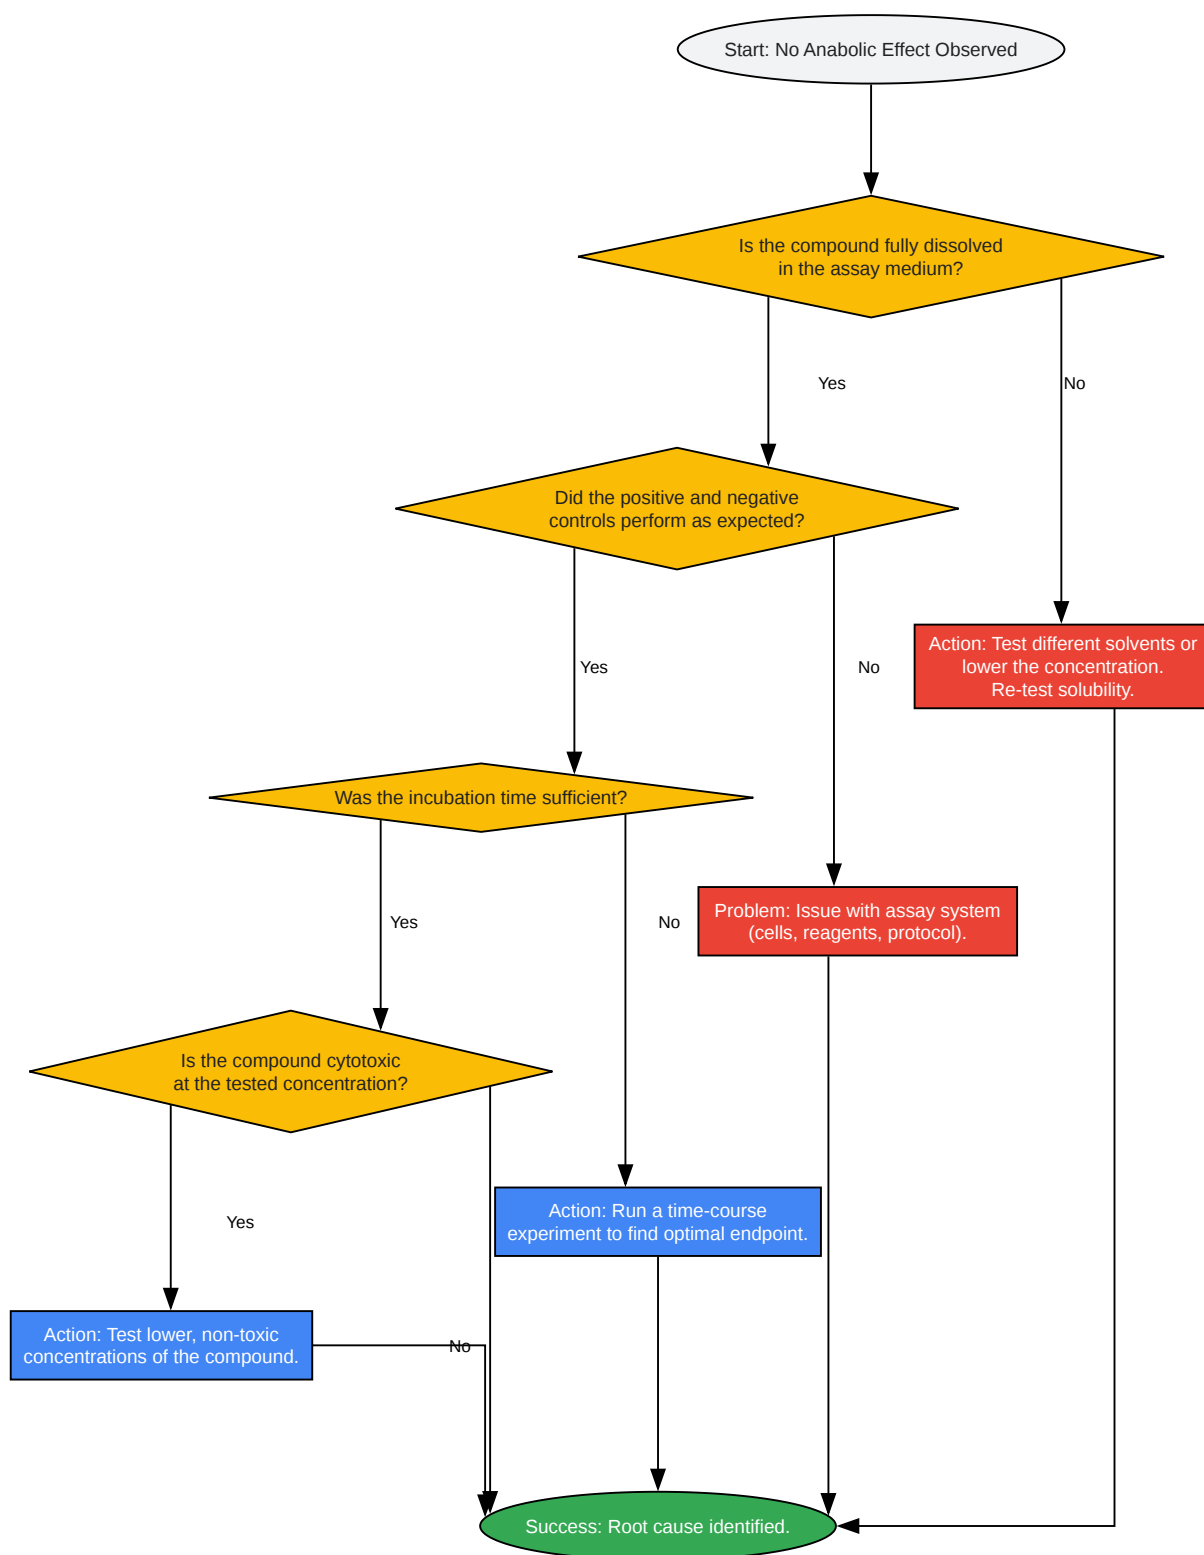 Start: No Anabolic Effect Observed
Is the compound fully dissolved
in the assay medium?
Yes
No
Did the positive and negative
controls perform as expected?
Action: Test different solvents or
lower the concentration.
Re-test solubility.
Yes
No
Was the incubation time sufficient?
Problem: Issue with assay system
(cells, reagents, protocol).
Yes
No
Is the compound cytotoxic
at the tested concentration?
Action: Run a time-course
experiment to find optimal endpoint.
Yes
Action: Test lower, non-toxic
concentrations of the compound.
No
Success: Root cause identified.